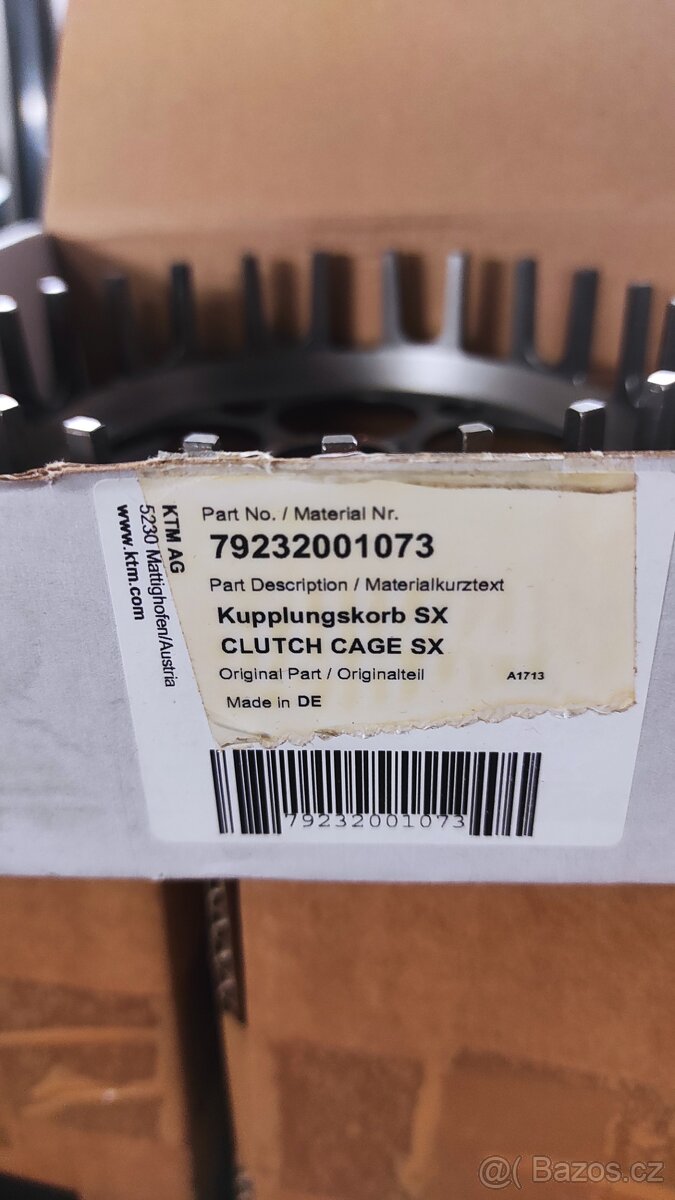 KTM AG
5230 Mattighofen/Austria
www.ktm.com
Part No. / Material Nr.
79232001073
Part Description / Materialkurztext
Kupplungskorb SX
CLUTCH CAGE SX
Original Part / Originalteil
A1713
Made in DE
79232001073
@( Bazos.cz